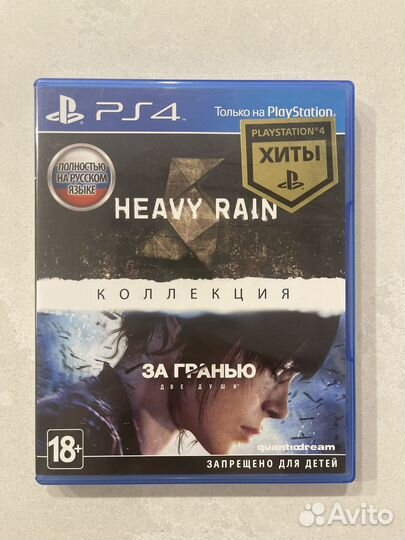 PS4
Только на PlayStation
PLAYSTATION®4
ХИТЫ
ПОЛНОСТЬЮ
НА РУССКОМ
ЯЗЫКЕ
HEAVY RAIN
КОЛЛЕКЦИЯ
ЗА ГРАНЬЮ
ДВЕ ДУШИ
quanticdream
18+
ЗАПРЕЩЕНО ДЛЯ ДЕТЕЙ
Avito